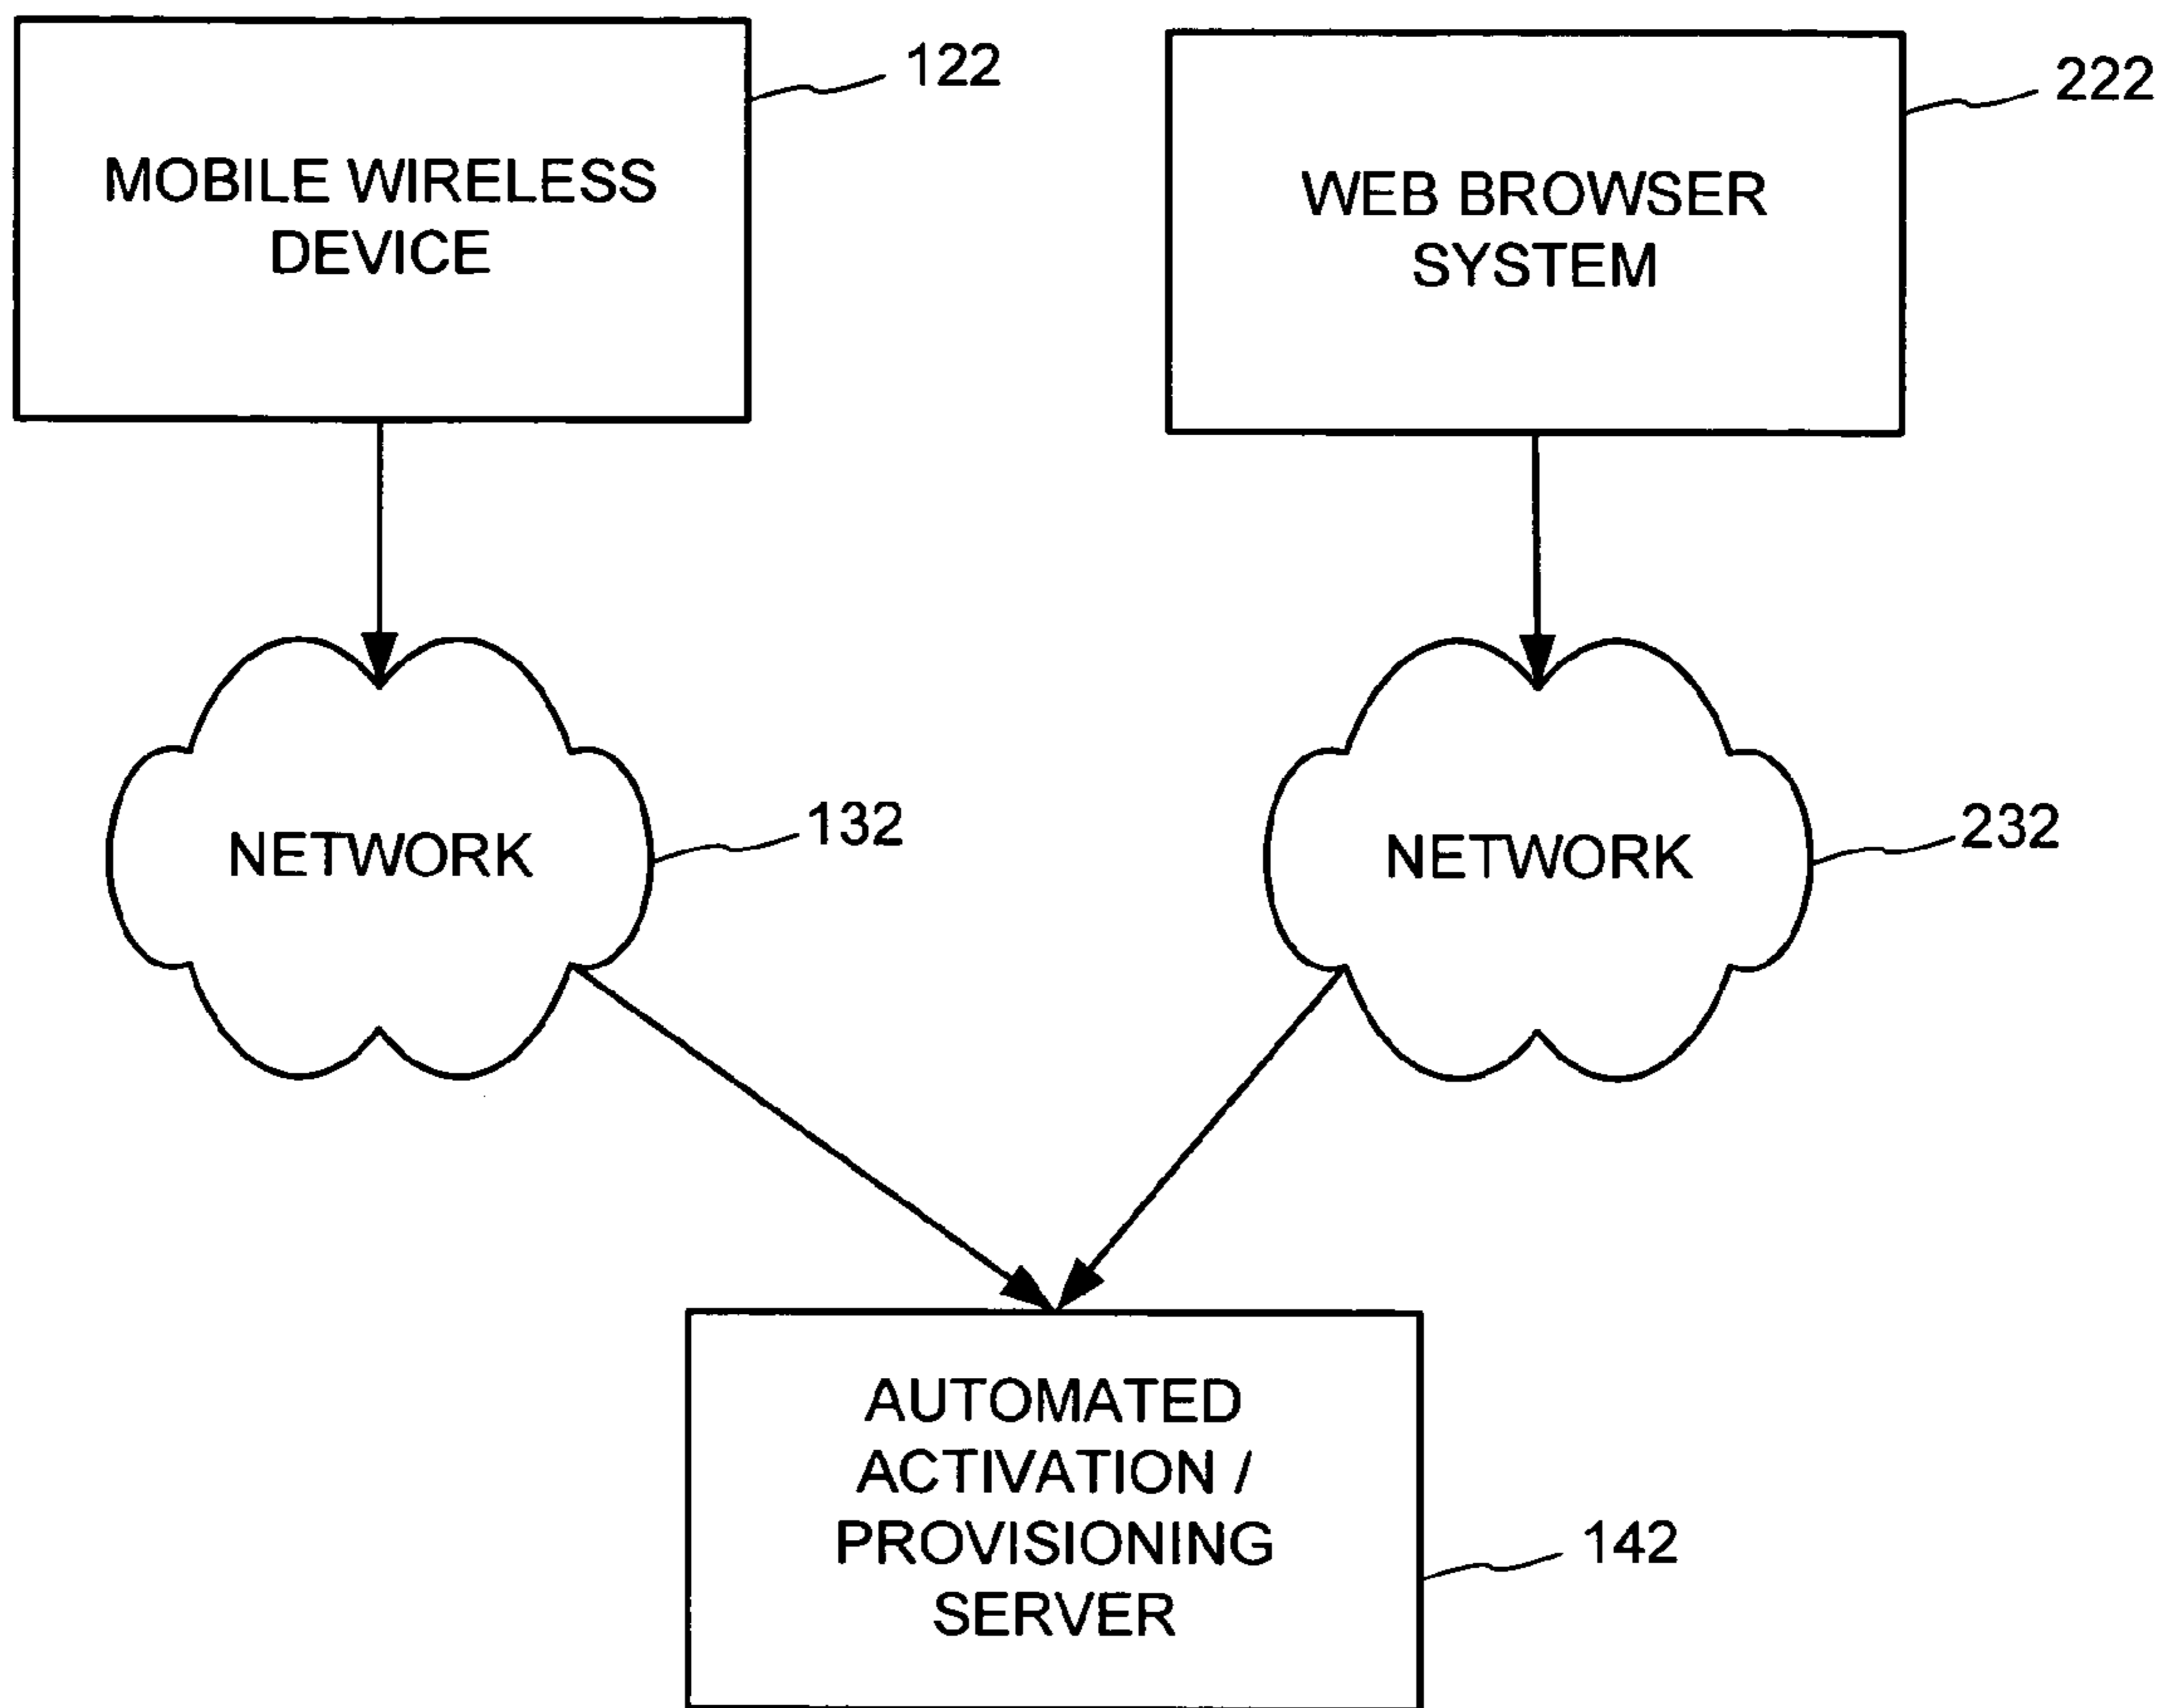 122
222
MOBILE WIRELESS
DEVICE
WEB BROWSER
SYSTEM
132
232
NETWORK
NETWORK
AUTOMATED
ACTIVATION /
PROVISIONING
SERVER
142